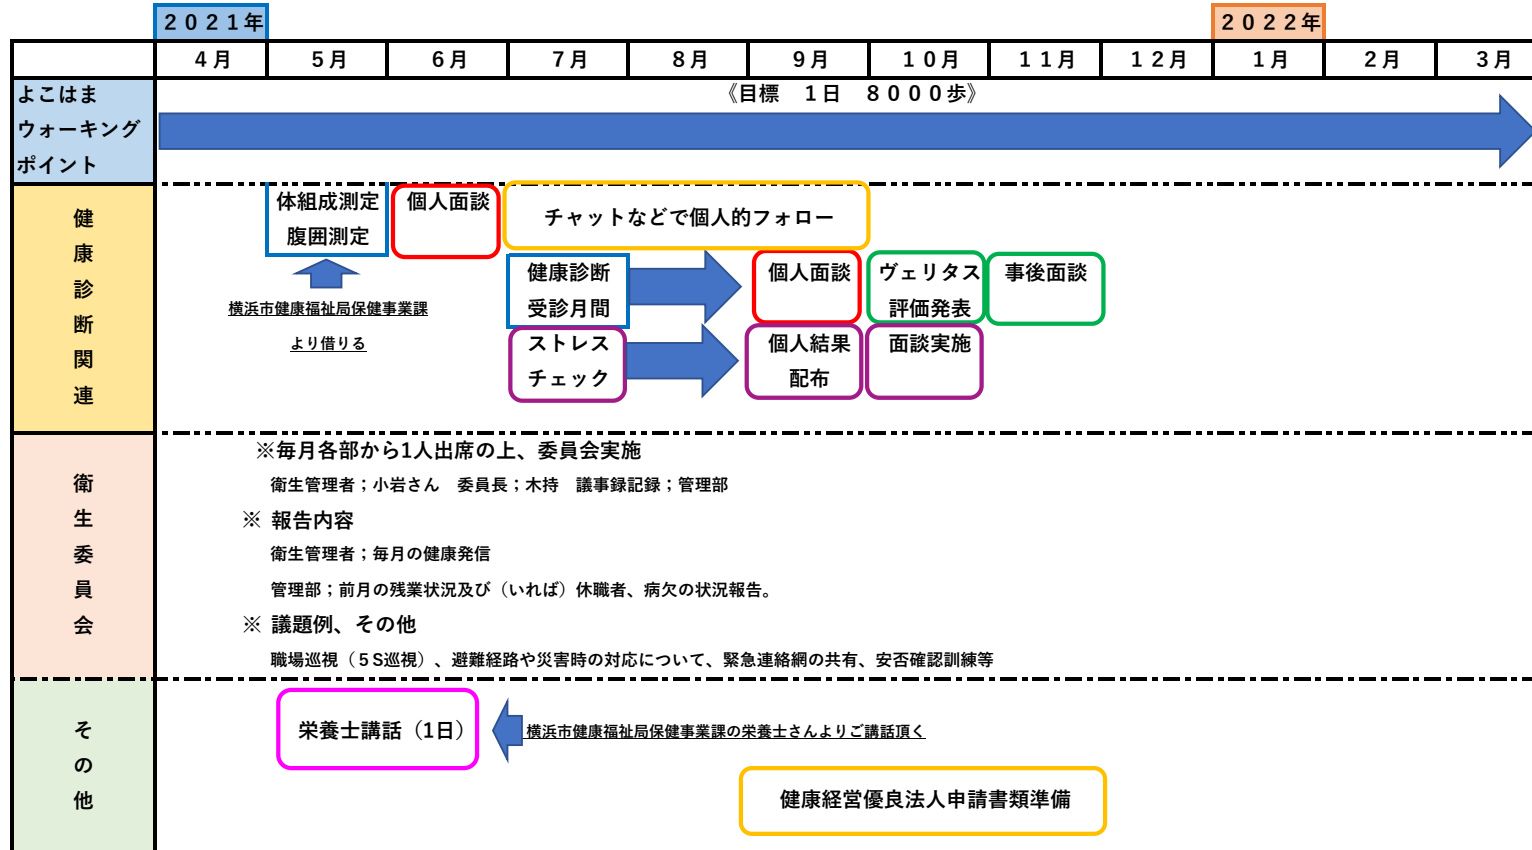 ２０２１年
２０２２年
４月 ５月 ６月 ７月 ８月 ９月 １０月 １１月 １２月 １月 ２月 ３月
よこはま
ウォーキング
ポイント
《目標　１日　８０００歩》
健康診断関連
体組成測定
腹囲測定
個人面談
チャットなどで個人的フォロー
横浜市健康福祉局保健事業課
より借りる
健康診断
受診月間
個人面談
ヴェリタス
評価発表
事後面談
ストレス
チェック
個人結果
配布
面談実施
衛生委員会
※毎月各部から1人出席の上、委員会実施
衛生管理者；小岩さん　委員長；木持　議事録記録；管理部
※ 報告内容
衛生管理者；毎月の健康発信
管理部；前月の残業状況及び（いれば）休職者、病欠の状況報告。
※ 議題例、その他
職場巡視（５S巡視）、避難経路や災害時の対応について、緊急連絡網の共有、安否確認訓練等
その他
栄養士講話（1日）
横浜市健康福祉局保健事業課の栄養士さんよりご講話頂く
健康経営優良法人申請書類準備